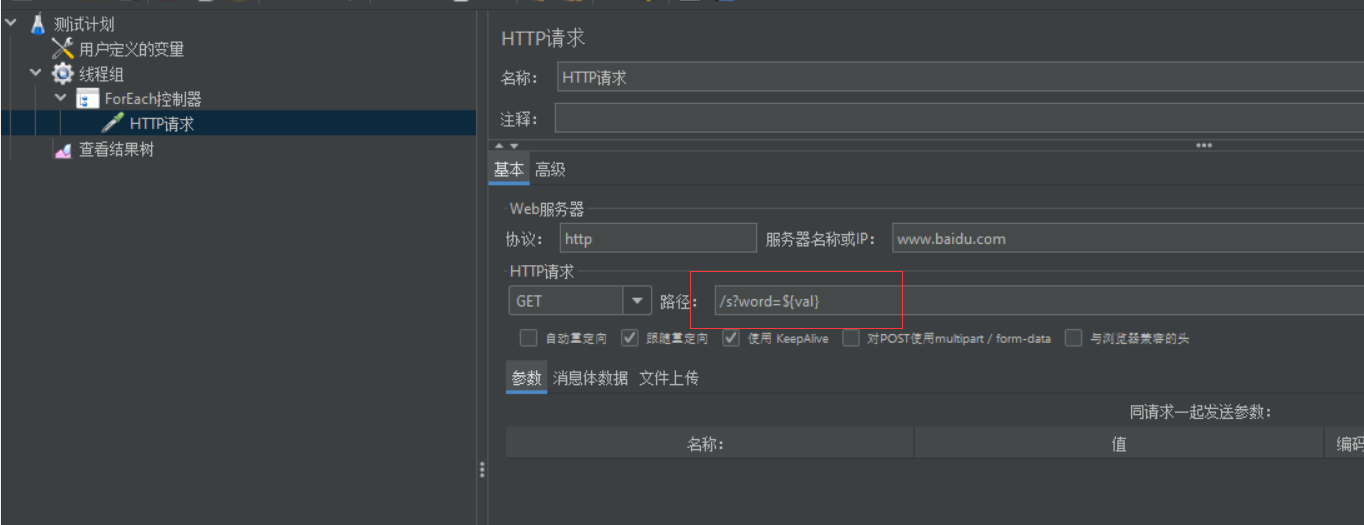 测试计划
用户定义的变量
线程组
ForEach控制器
HTTP请求
查看结果树
HTTP请求
名称： HTTP请求
注释：
基本 高级
Web服务器
协议： http 服务器名称或IP： www.baidu.com
HTTP请求
GET 路径： /s?word=${val}
自动重定向 跟随重定向 使用 KeepAlive 对POST使用multipart / form-data 与浏览器兼容的头
参数 消息体数据 文件上传
同请求一起发送参数：
名称： 值 编码